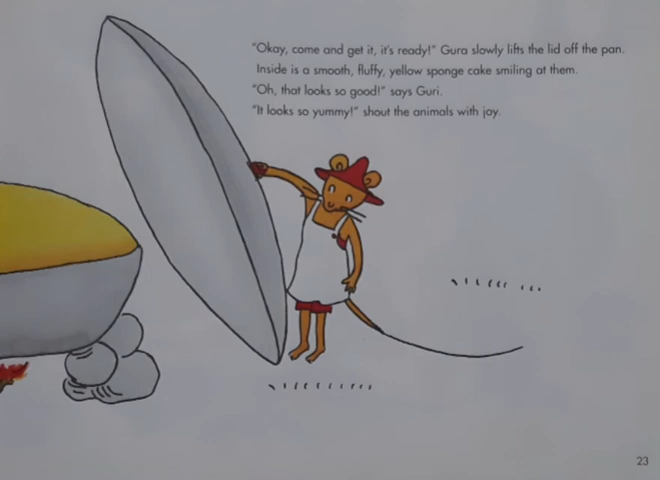 "Okay, come and get it, it's ready!" Gura slowly lifts the lid off the pan.
Inside is a smooth, fluffy, yellow sponge cake smiling at them.
"Oh, that looks so good!" says Guri.
"It looks so yummy!" shout the animals with joy.
23